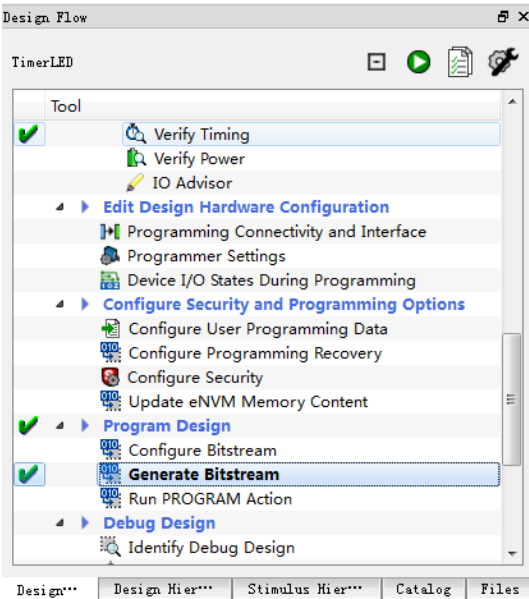 Design Flow
TimerLED
Tool
Verify Timing
Verify Power
IO Advisor
Edit Design Hardware Configuration
Programming Connectivity and Interface
Programmer Settings
Device I/O States During Programming
Configure Security and Programming Options
Configure User Programming Data
Configure Programming Recovery
Configure Security
Update eNVM Memory Content
Program Design
Configure Bitstream
Generate Bitstream
Run PROGRAM Action
Debug Design
Identify Debug Design
Design··· Design Hier··· Stimulus Hier··· Catalog Files